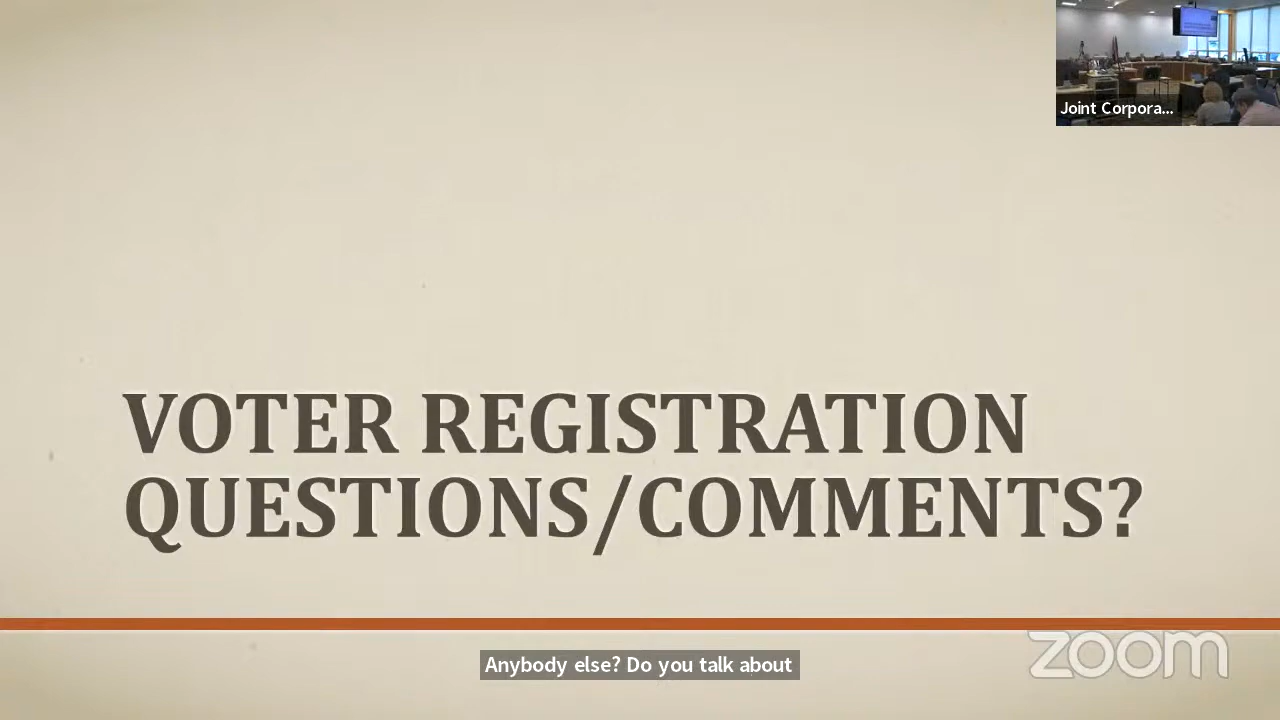 Joint Corpora...
VOTER REGISTRATION
QUESTIONS/COMMENTS?
zoom
Anybody else? Do you talk about